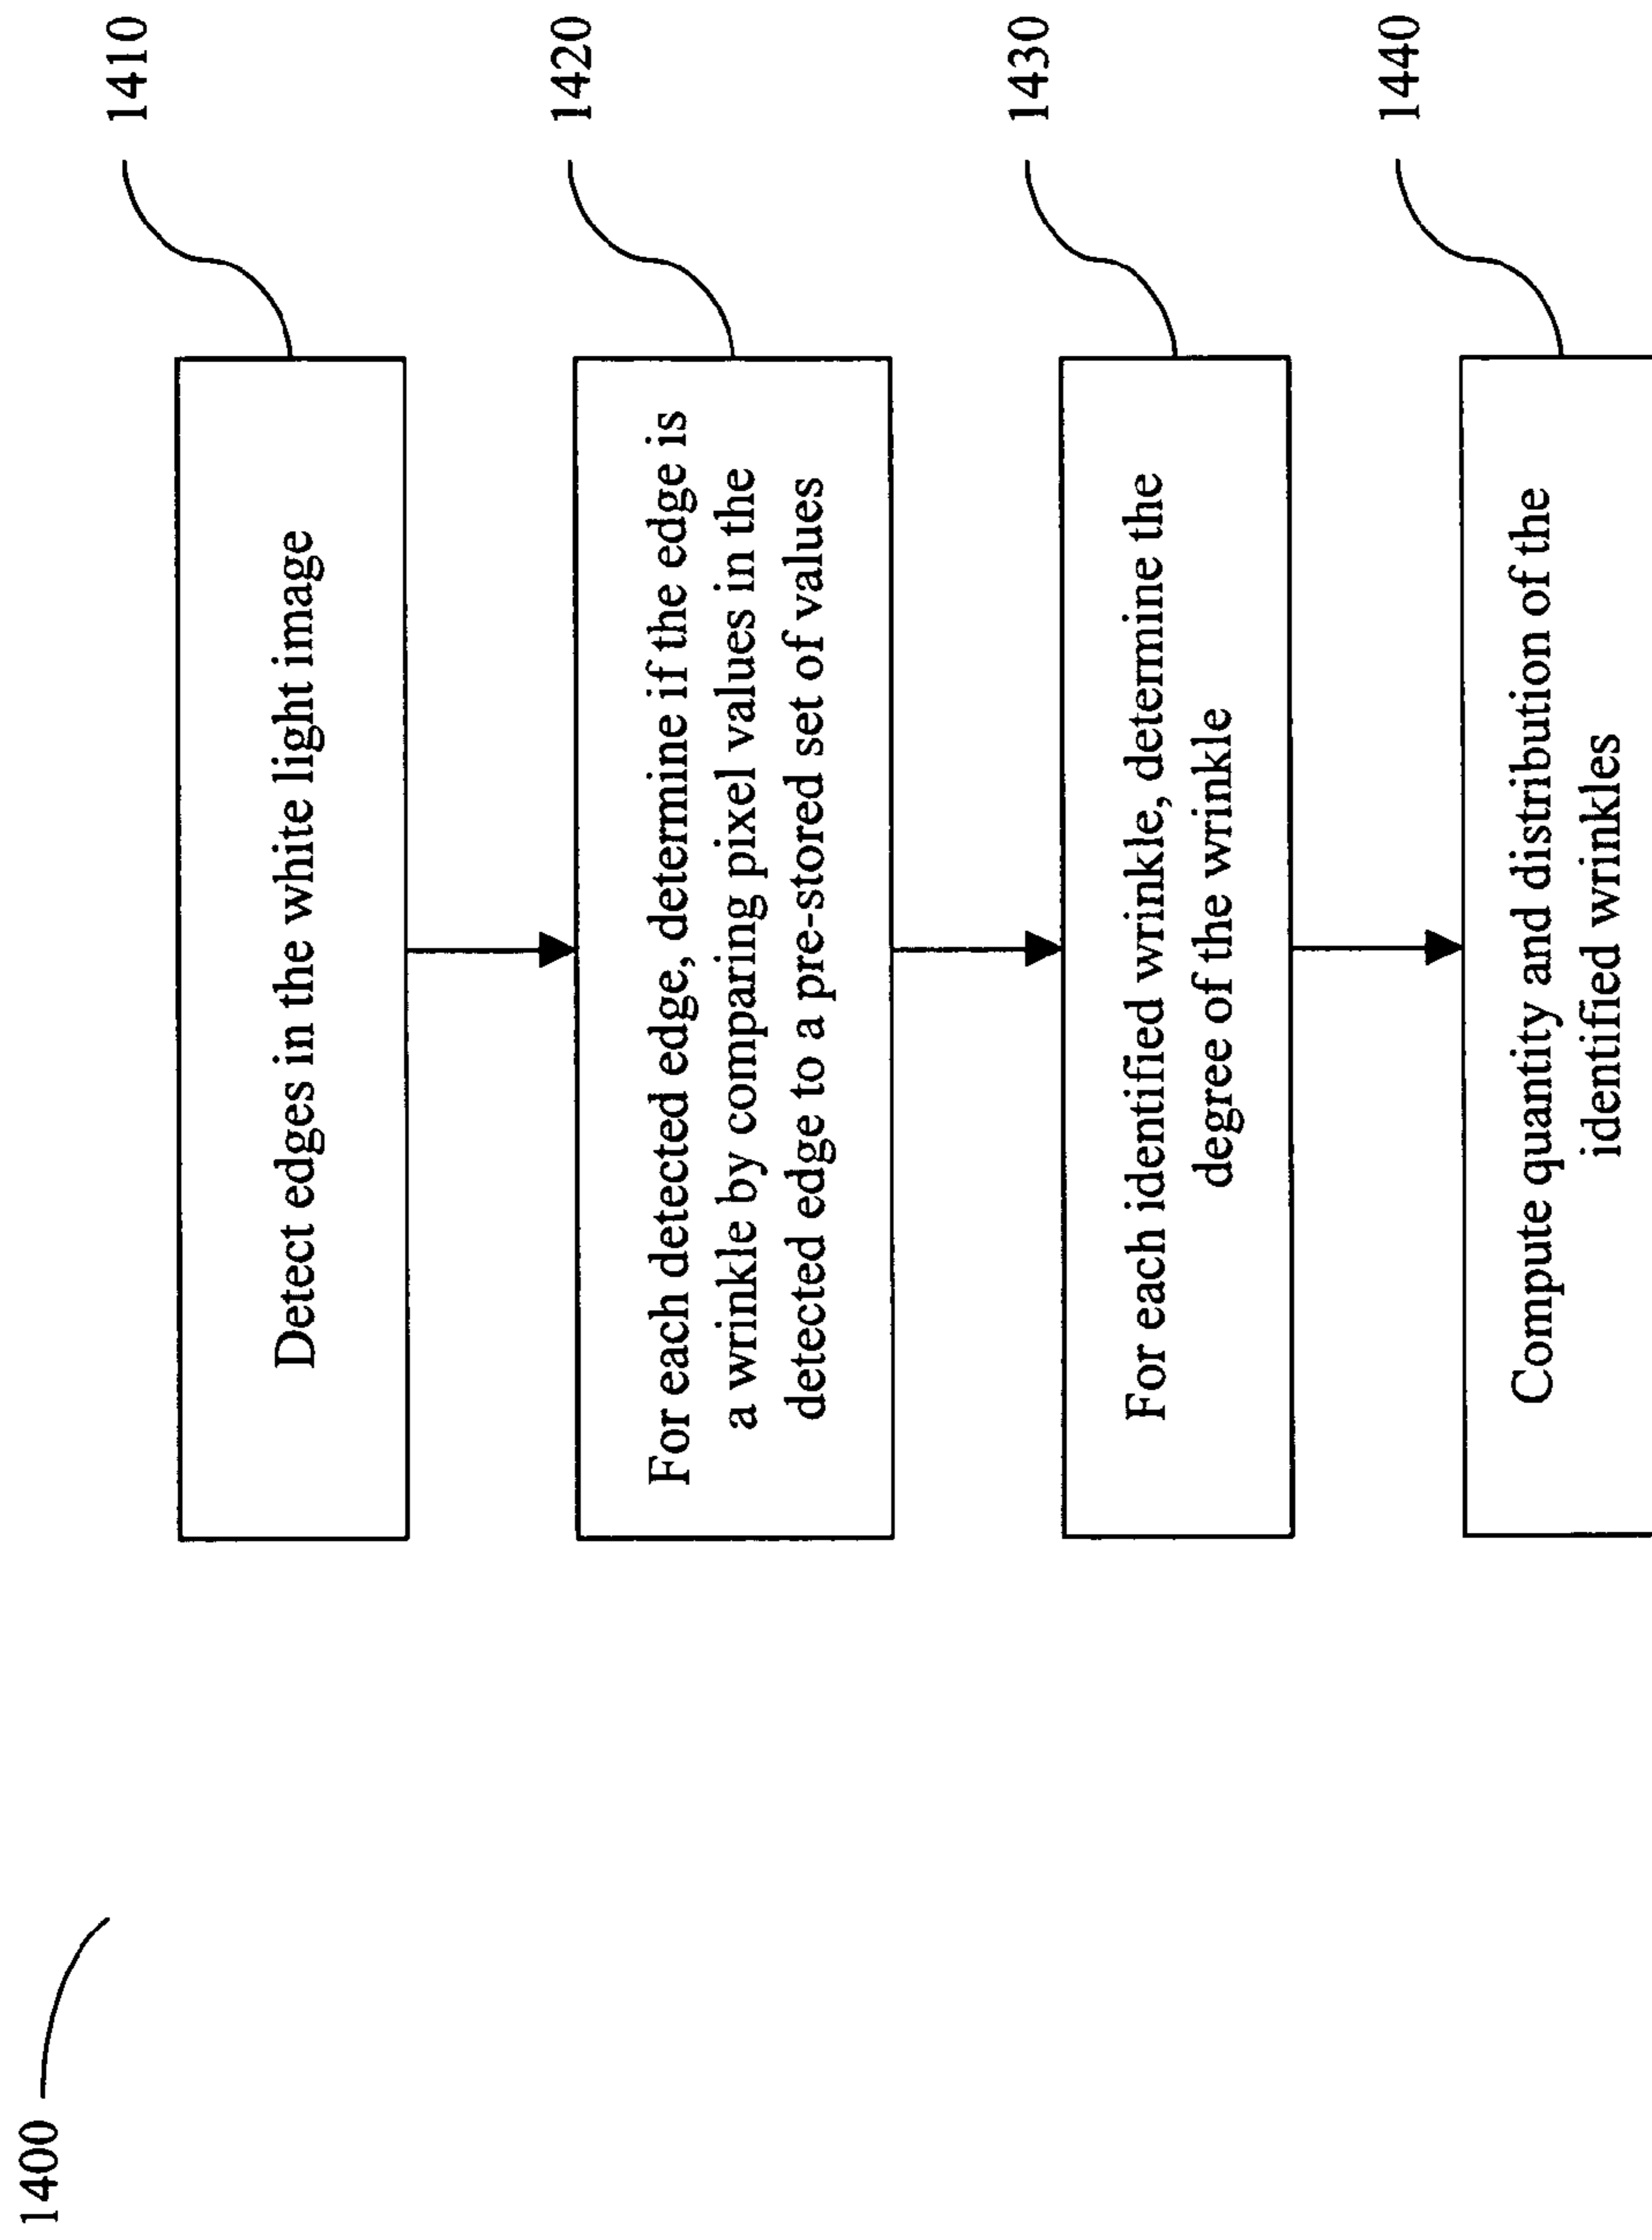 1400
Detect edges in the white light image
1410
For each detected edge, determine if the edge is
a wrinkle by comparing pixel values in the
detected edge to a pre-stored set of values
1420
For each identified wrinkle, determine the
degree of the wrinkle
1430
Compute quantity and distribution of the
identified wrinkles
1440